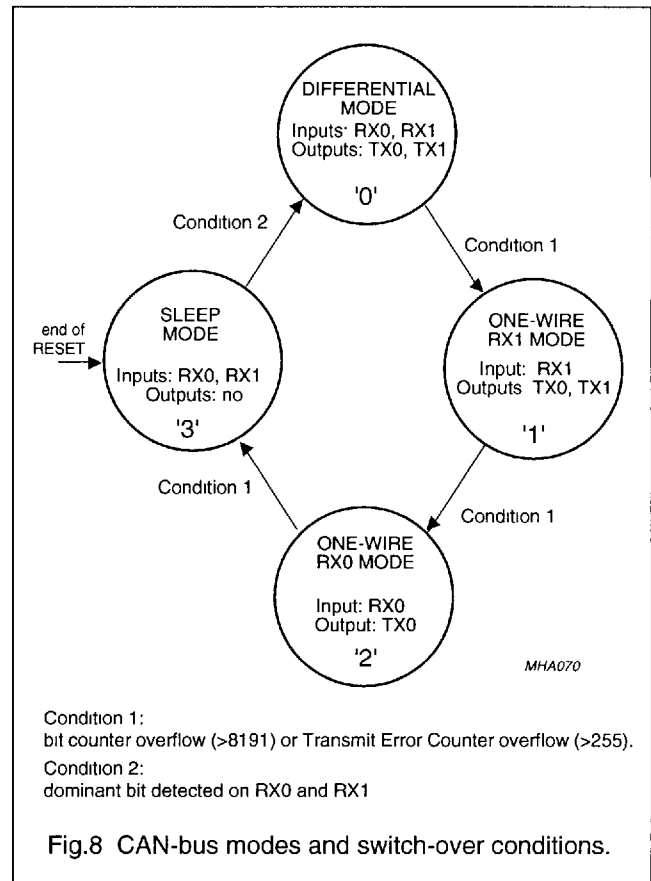 DIFFERENTIAL
MODE
Inputs: RX0, RX1
Outputs: TX0, TX1
'0'
Condition 2
Condition 1
end of
RESET
SLEEP
MODE
Inputs: RX0, RX1
Outputs: no
'3'
ONE-WIRE
RX1 MODE
Input: RX1
Outputs TX0, TX1
'1'
Condition 1
Condition 1
ONE-WIRE
RX0 MODE
Input: RX0
Output: TX0
'2'
MHA070
Condition 1:
bit counter overflow (>8191) or Transmit Error Counter overflow (>255).
Condition 2:
dominant bit detected on RX0 and RX1
Fig.8 CAN-bus modes and switch-over conditions.